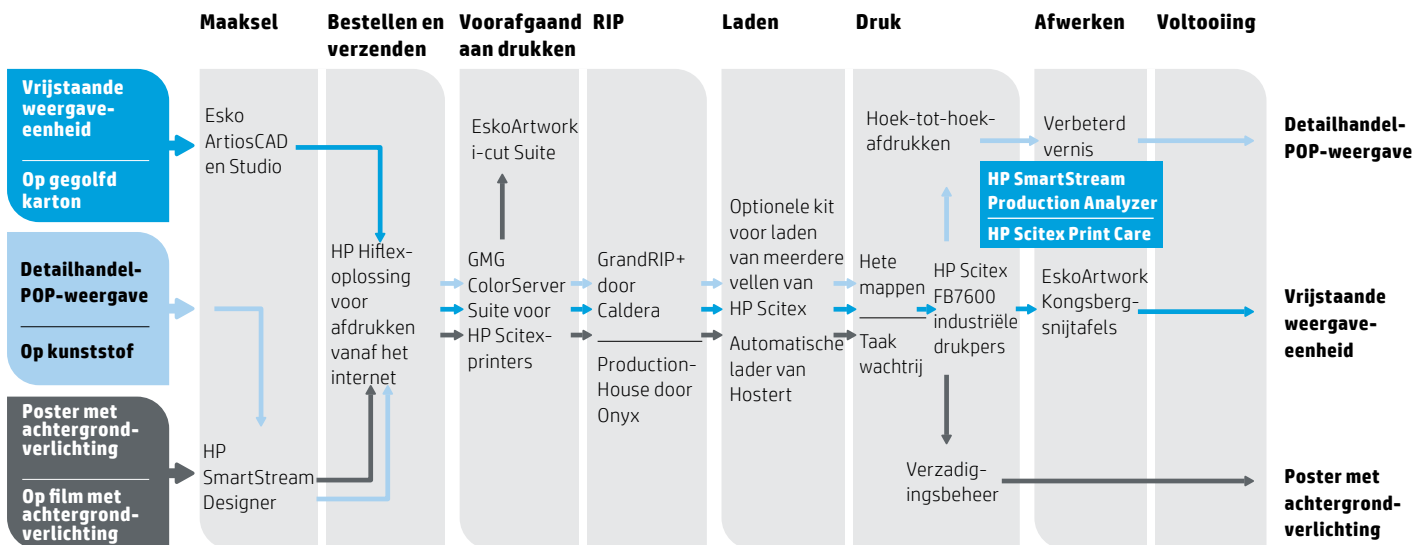 Maaksel
Bestellen en
verzenden
Voorafgaand
aan drukken
RIP
Laden
Druk
Afwerken
Voltooiing
Vrijstaande
weergave-
eenheid
Op gegolfd
karton
Detailhandel-
POP-weergave
Op kunststof
Poster met
achtergrond-
verlichting
Op film met
achtergrond-
verlichting
Esko
ArtiosCAD
en Studio
HP
SmartStream
Designer
HP Hiflex-
oplossing
voor
afdrukken
vanaf het
internet
EskoArtwork
i-cut Suite
GMG
ColorServer
Suite voor
HP Scitex-
printers
GrandRIP+
door
Caldera
Production-
House door
Onyx
Optionele kit
voor laden
van meerdere
vellen van
HP Scitex
Automatische
lader van
Hostert
Hoek-tot-hoek-
afdrukken
Hete
mappen
Taak
wachtrij
HP Scitex
FB7600
industriële
drukpers
Verzadig-
ingsbeheer
Verbeterd
vernis
HP SmartStream
Production Analyzer
HP Scitex Print Care
EskoArtwork
Kongsberg-
snijtafels
Detailhandel-
POP-weergave
Vrijstaande
weergave-
eenheid
Poster met
achtergrond-
verlichting